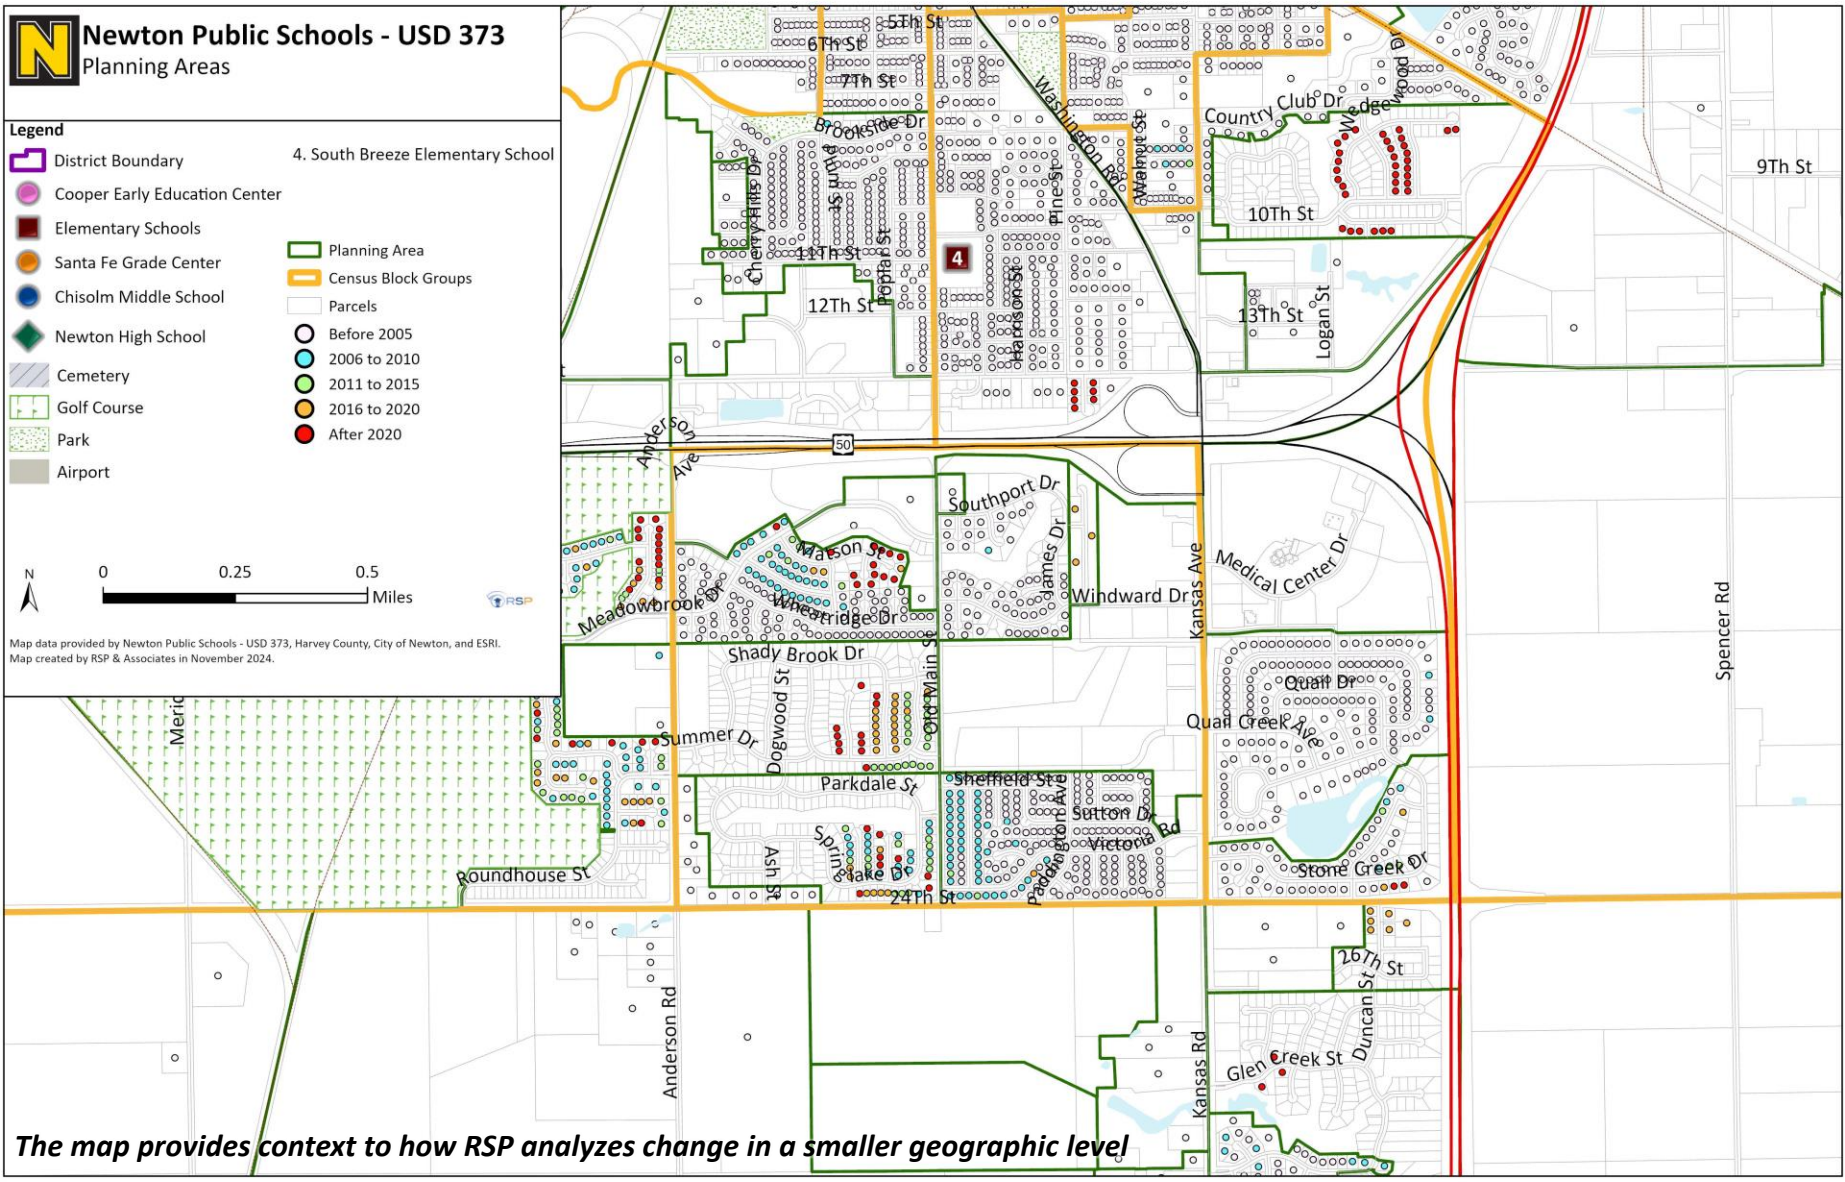 N
Newton Public Schools - USD 373
Planning Areas
Legend
District Boundary
Cooper Early Education Center
Elementary Schools
Santa Fe Grade Center
Chisolm Middle School
Newton High School
Cemetery
Golf Course
Park
Airport
4. South Breeze Elementary School
Planning Area
Census Block Groups
Parcels
Before 2005
2006 to 2010
2011 to 2015
2016 to 2020
After 2020
N
0 0.25 0.5
Miles
RSP
Map data provided by Newton Public Schools - USD 373, Harvey County, City of Newton, and ESRI.
Map created by RSP & Associates in November 2024.
5Th St
6Th St
7Th St
Brookside Dr
Washington Rd
Walnut St
Country Club Dr
Wedgewood Dr
9Th St
Cherry Hills Dr
Plum St
Pine St
10Th St
11Th St
Poplar St
4
12Th St
Harrison St
13Th St
Logan St
Anderson Ave
50
Southport Dr
Matson St
James Dr
Kansas Ave
Medical Center Dr
Meadowbrook Dr
Wheatridge Dr
Windward Dr
Spencer Rd
Shady Brook Dr
Old Main St
Quail Dr
Meric
Summer Dr
Dogwood St
Quail Creek Ave
Parkdale St
Sheffield St
Paddington Ave
Sutton Dr
Victoria Rd
Roundhouse St
Ash St
Spring Lake Dr
Stone Creek Dr
24Th St
26Th St
Anderson Rd
Kansas Rd
Duncan St
Glen Creek St
The map provides context to how RSP analyzes change in a smaller geographic level